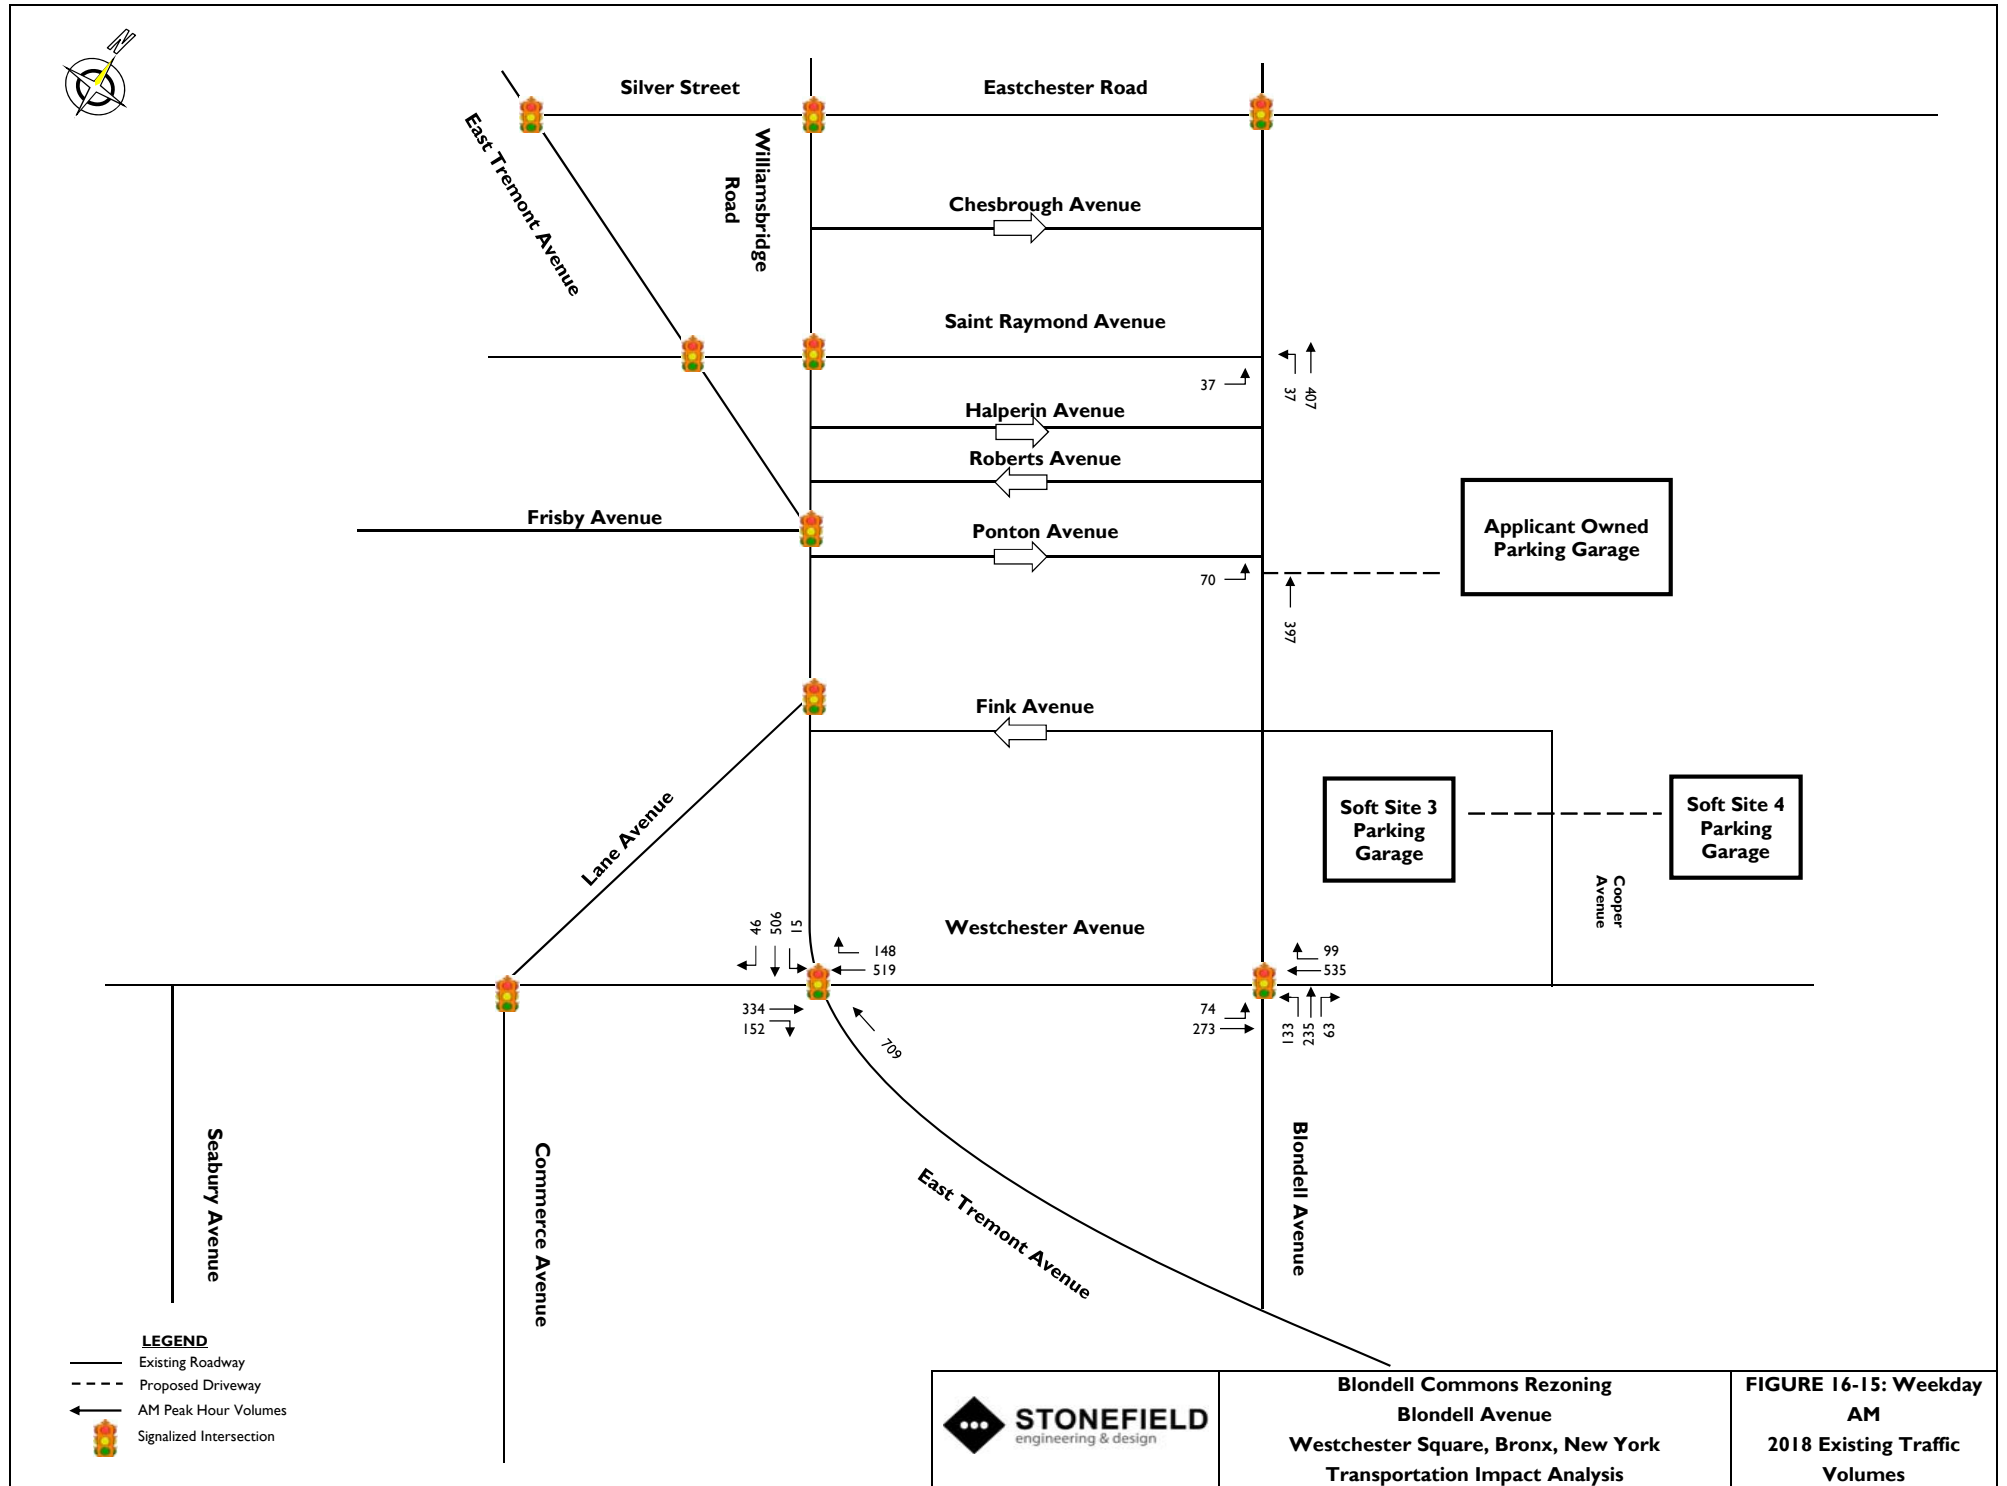 N
Silver Street
Eastchester Road
East Tremont Avenue
Williamsbridge
Road
Chesbrough Avenue
Saint Raymond Avenue
37
37
407
Halperin Avenue
Roberts Avenue
Frisby Avenue
Ponton Avenue
70
397
Applicant Owned
Parking Garage
Fink Avenue
Lane Avenue
Soft Site 3
Parking
Garage
Soft Site 4
Parking
Garage
Cooper
Avenue
46
506
15
148
519
Westchester Avenue
99
535
334
152
709
74
273
133
235
63
Seabury Avenue
Commerce Avenue
East Tremont Avenue
Blondell Avenue
LEGEND
Existing Roadway
Proposed Driveway
AM Peak Hour Volumes
Signalized Intersection
STONEFIELD
engineering & design
Blondell Commons Rezoning
Blondell Avenue
Westchester Square, Bronx, New York
Transportation Impact Analysis
FIGURE 16-15: Weekday
AM
2018 Existing Traffic
Volumes